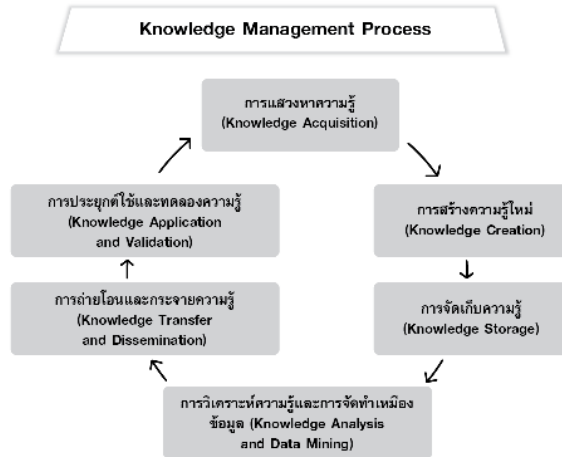 Knowledge Management Process
การแสวงหาความรู้
(Knowledge Acquisition)
การสร้างความรู้ใหม่
(Knowledge Creation)
การจัดเก็บความรู้
(Knowledge Storage)
การวิเคราะห์ความรู้และการจัดทำเหมือง
ข้อมูล (Knowledge Analysis
and Data Mining)
การถ่ายโอนและกระจายความรู้
(Knowledge Transfer
and Dissemination)
การประยุกต์ใช้และทดลองความรู้
(Knowledge Application
and Validation)